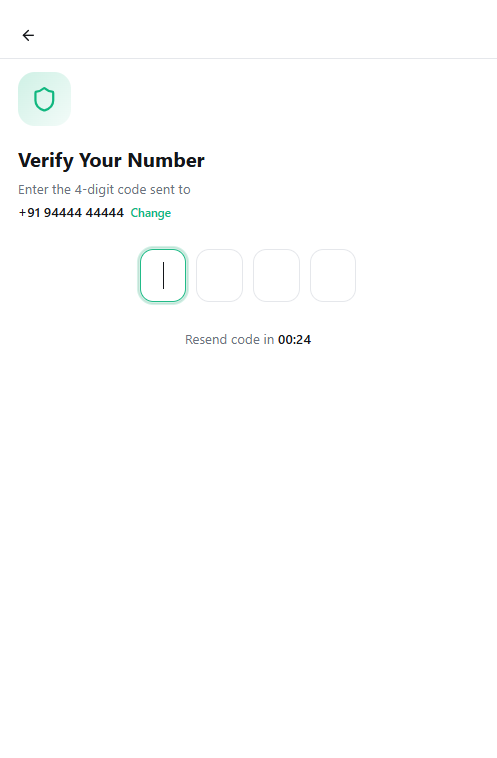 Verify Your Number
Enter the 4-digit code sent to
+91 94444 44444 Change
Resend code in 00:24